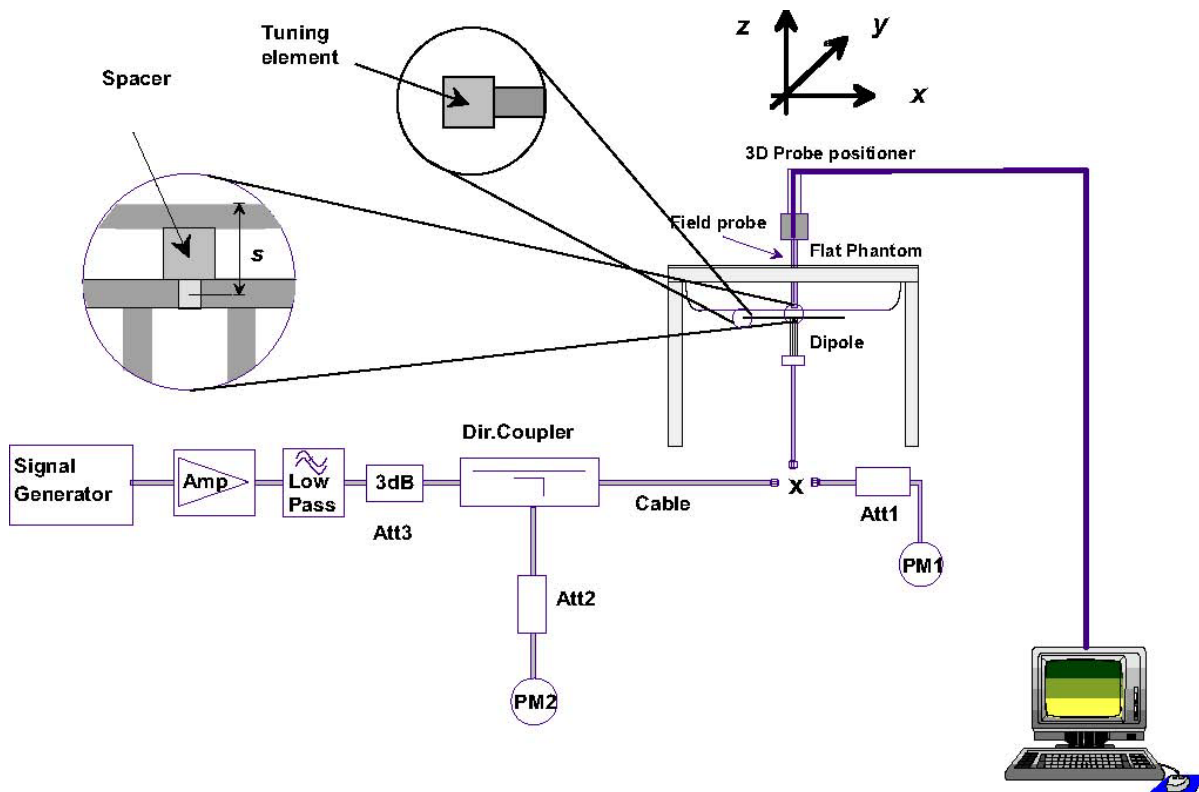 Tuning
element
z
y
x
Spacer
3D Probe positioner
Field probe
Flat Phantom
s
Dipole
Dir.Coupler
Signal
Generator
Amp
Low
Pass
3dB
Att3
Cable
x
Att1
PM1
Att2
PM2